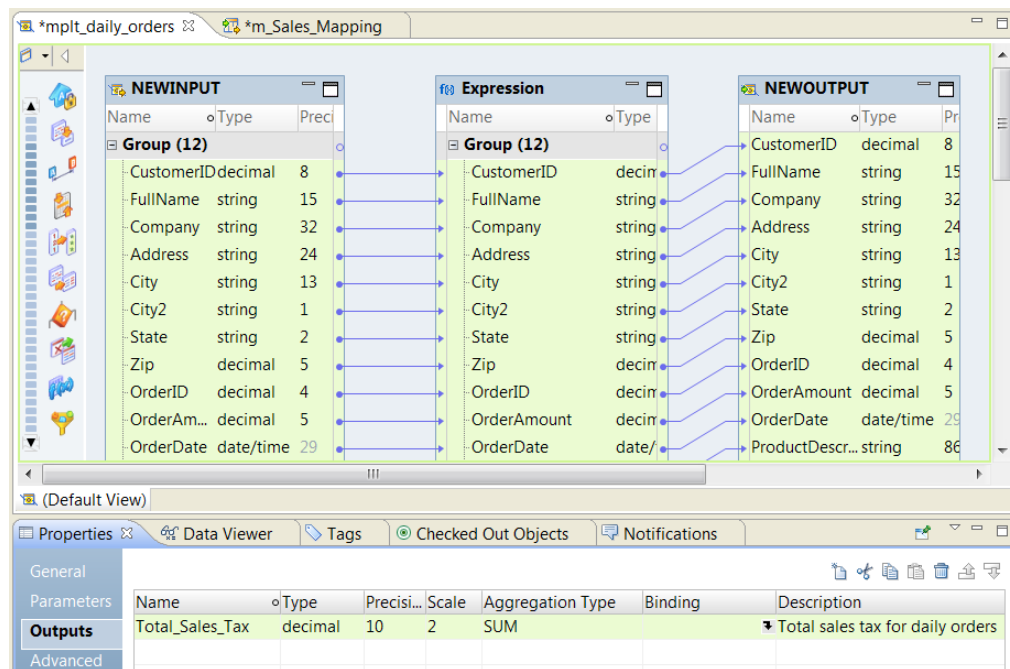 *mplt_daily_orders *m_Sales_Mapping
NEWINPUT
Name Type Preci
Group (12)
CustomerID decimal 8
FullName string 15
Company string 32
Address string 24
City string 13
City2 string 1
State string 2
Zip decimal 5
OrderID decimal 4
OrderAm... decimal 5
OrderDate date/time 29
f(x) Expression
Name Type
Group (12)
CustomerID decim
FullName string
Company string
Address string
City string
City2 string
State string
Zip decim
OrderID decim
OrderAmount decim
OrderDate date/
NEWOUTPUT
Name Type Pr
CustomerID decimal 8
FullName string 15
Company string 32
Address string 24
City string 13
City2 string 1
State string 2
Zip decimal 5
OrderID decimal 4
OrderAmount decimal 5
OrderDate date/time 29
ProductDescr... string 86
(Default View)
Properties Data Viewer Tags Checked Out Objects Notifications
General
Parameters
Outputs
Advanced
Name Type Precisi... Scale Aggregation Type Binding Description
Total_Sales_Tax decimal 10 2 SUM Total sales tax for daily orders